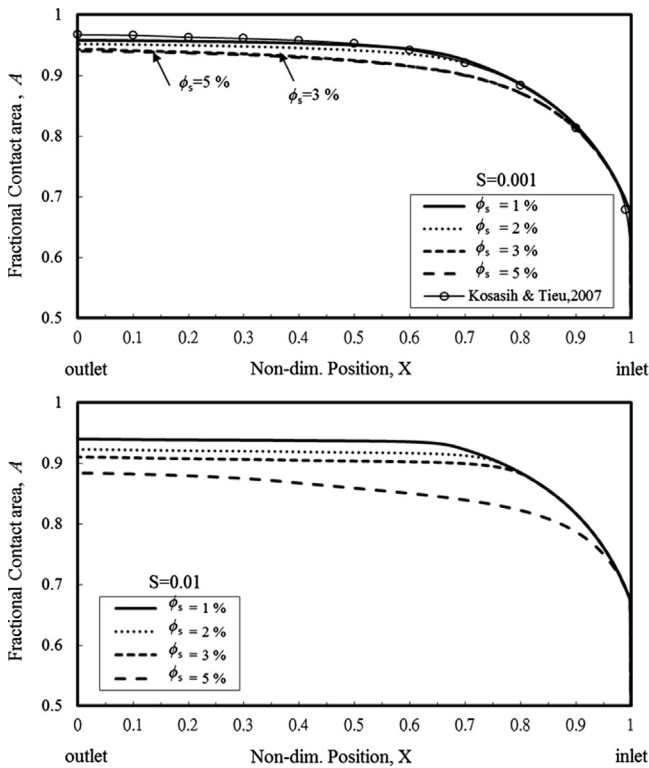 Fractional Contact area , A
1
0.9
0.8
0.7
0.6
0.5
ϕs=5 %
ϕs=3 %
S=0.001
ϕs = 1 %
ϕs = 2 %
ϕs = 3 %
ϕs = 5 %
Kosasih & Tieu,2007
0 0.1 0.2 0.3 0.4 0.5 0.6 0.7 0.8 0.9 1
outlet Non-dim. Position, X inlet
Fractional Contact area, A
1
0.9
0.8
0.7
0.6
0.5
S=0.01
ϕs = 1 %
ϕs = 2 %
ϕs = 3 %
ϕs = 5 %
0 0.1 0.2 0.3 0.4 0.5 0.6 0.7 0.8 0.9 1
outlet Non-dim. Position, X inlet